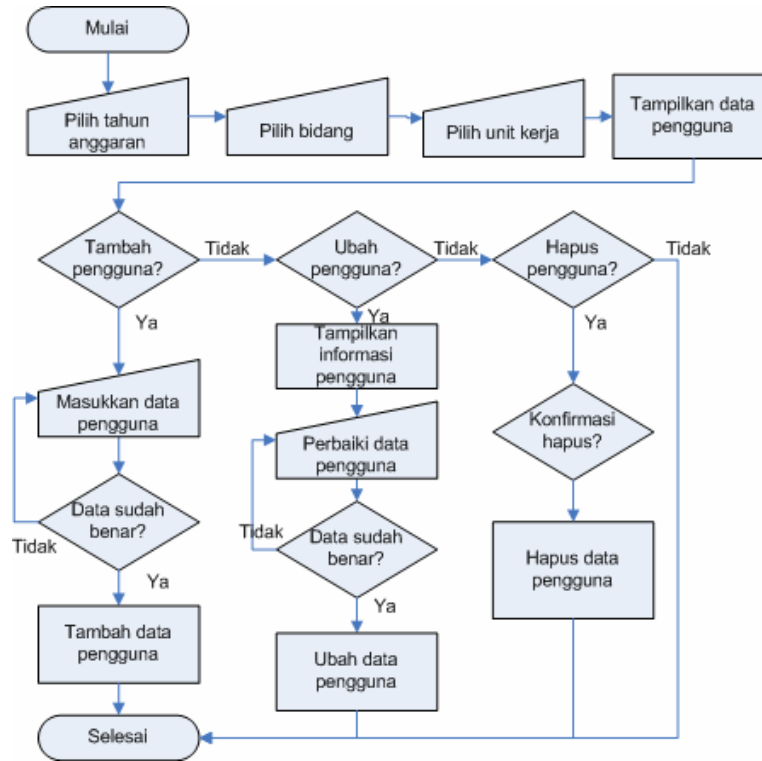 Mulai
Pilih tahun
anggaran
Pilih bidang
Pilih unit kerja
Tampilkan data
pengguna
Tambah
pengguna?
Tidak
Ubah
pengguna?
Tidak
Hapus
pengguna?
Tidak
Ya
Ya
Ya
Tampilkan
informasi
pengguna
Masukkan data
pengguna
Perbaiki data
pengguna
Konfirmasi
hapus?
Data sudah
benar?
Tidak
Ya
Data sudah
benar?
Tidak
Ya
Hapus data
pengguna
Tambah data
pengguna
Ubah data
pengguna
Selesai